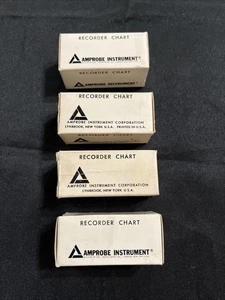 RECORDER CHART
AMPROBE INSTRUMENT®
RECORDER CHART
AMPROBE INSTRUMENT CORPORATION
LYNBROOK, NEW YORK U.S.A. PRINTED IN U.S.A.
RECORDER CHART
AMPROBE INSTRUMENT CORPORATION
LYNBROOK, NEW YORK U.S.A.
RECORDER CHART
AMPROBE INSTRUMENT®